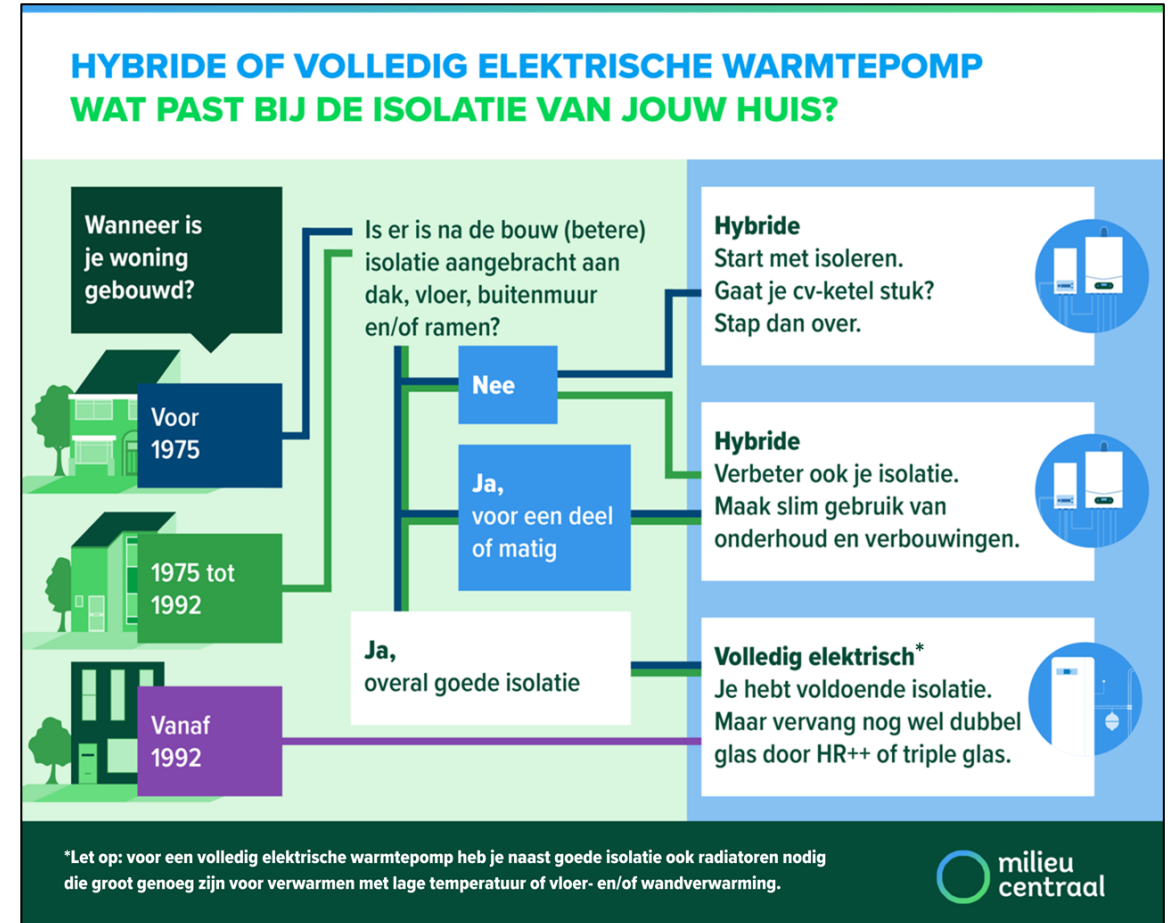 HYBRIDE OF VOLLEDIG ELEKTRISCHE WARMTEPOMP
WAT PAST BIJ DE ISOLATIE VAN JOUW HUIS?
Wanneer is
je woning
gebouwd?
Voor
1975
1975 tot
1992
Vanaf
1992
Is er is na de bouw (betere)
isolatie aangebracht aan
dak, vloer, buitenmuur
en/of ramen?
Nee
Ja,
voor een deel
of matig
Ja,
overal goede isolatie
Hybride
Start met isoleren.
Gaat je cv-ketel stuk?
Stap dan over.
Hybride
Verbeter ook je isolatie.
Maak slim gebruik van
onderhoud en verbouwingen.
Volledig elektrisch*
Je hebt voldoende isolatie.
Maar vervang nog wel dubbel
glas door HR++ of triple glas.
*Let op: voor een volledig elektrische warmtepomp heb je naast goede isolatie ook radiatoren nodig
die groot genoeg zijn voor verwarmen met lage temperatuur of vloer- en/of wandverwarming.
milieu
centraal